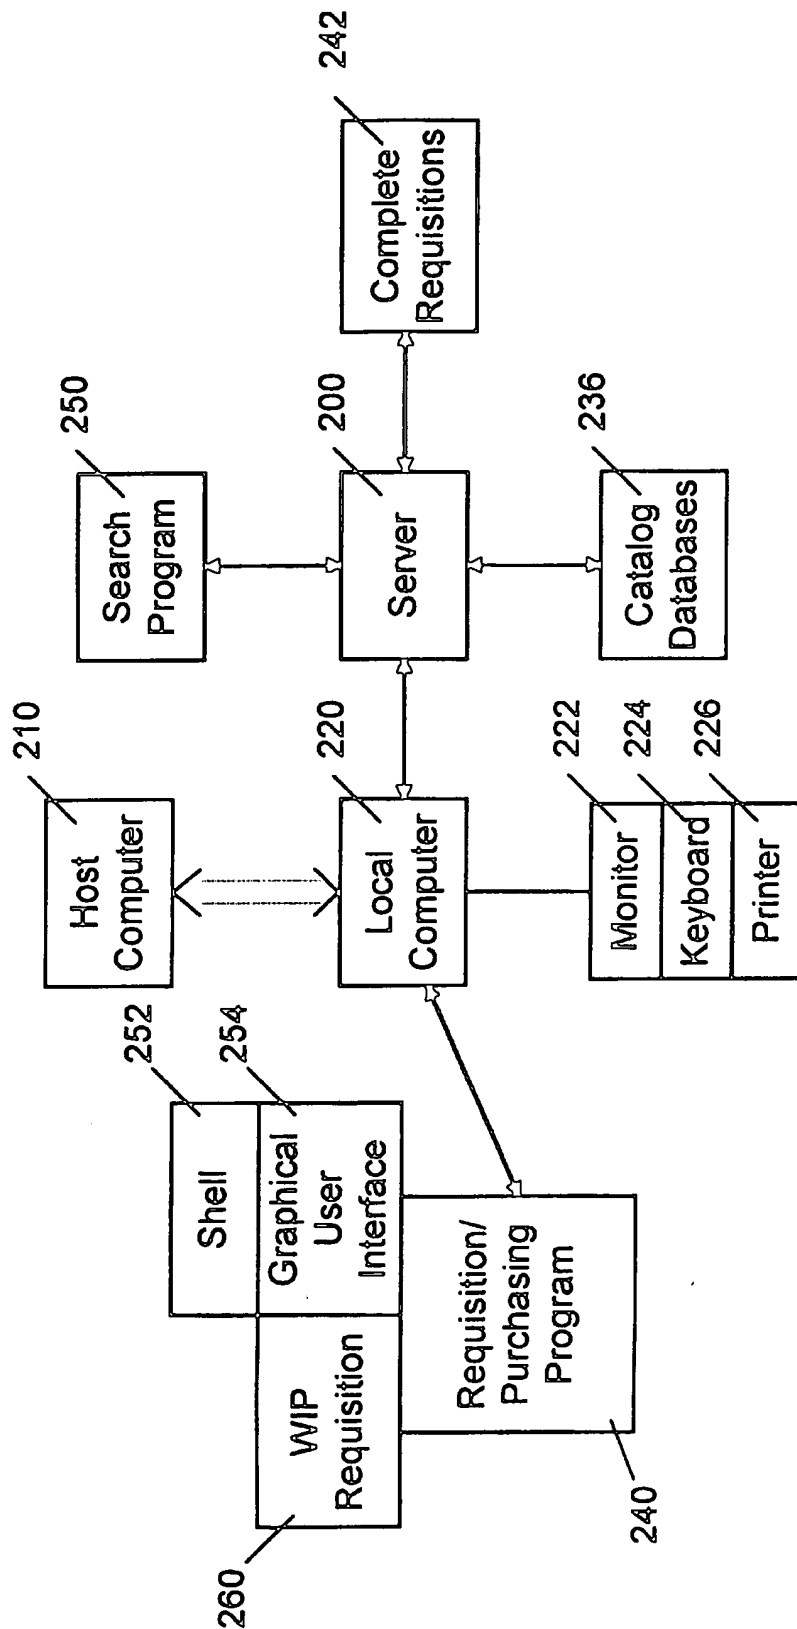 252
Shell
254
Graphical
User
Interface
WIP
Requisition
260
Requisition/
Purchasing
Program
240
210
Host
Computer
220
Local
Computer
222
Monitor
224
Keyboard
226
Printer
250
Search
Program
200
Server
236
Catalog
Databases
242
Complete
Requisitions